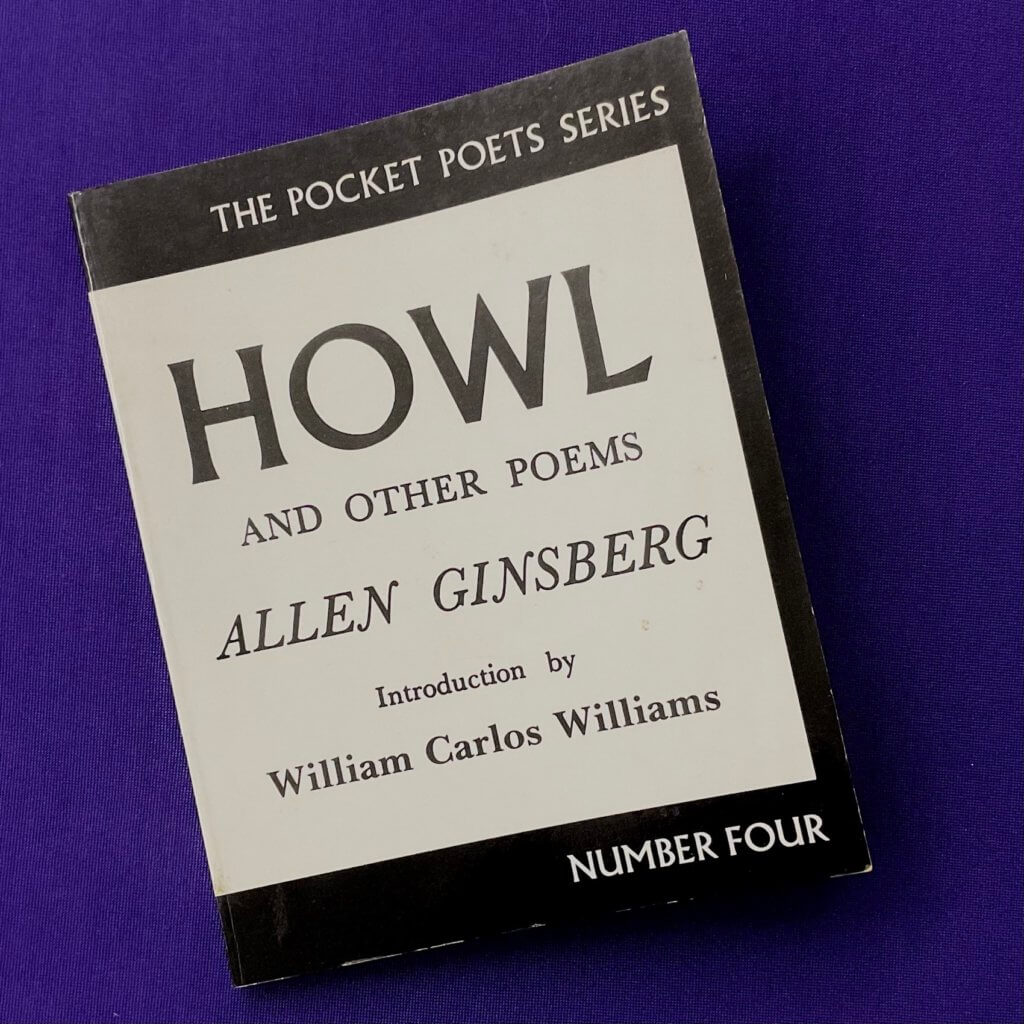 THE POCKET POETS SERIES
HOWL
AND OTHER POEMS
ALLEN GINSBERG
Introduction by
William Carlos Williams
NUMBER FOUR